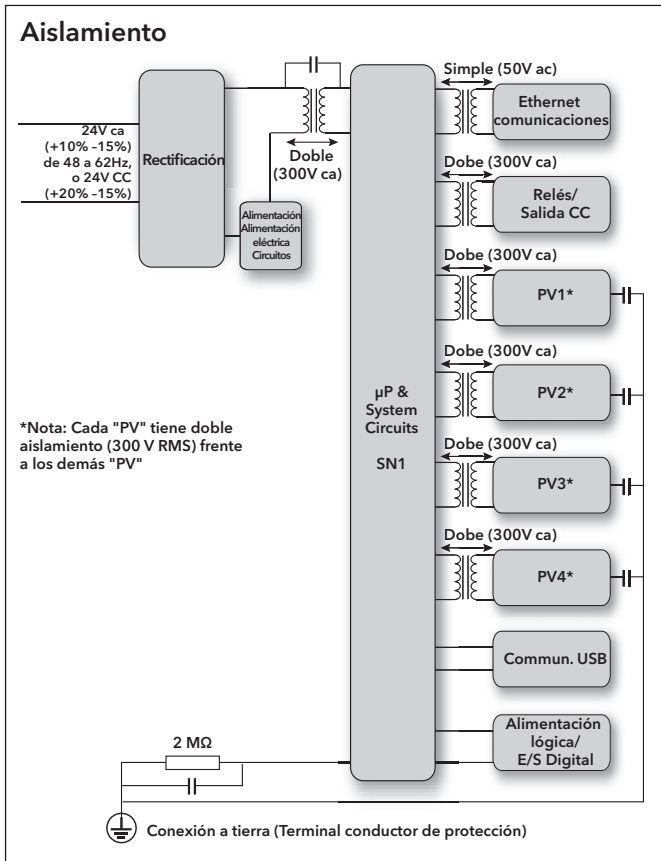 Aislamiento
24V ca
(+10% –15%)
de 48 a 62Hz,
o 24V CC
(+20% –15%)
Rectificación
Doble
(300V ca)
Alimentación
Alimentación
eléctrica
Circuitos
*Nota: Cada "PV" tiene doble
aislamiento (300 V RMS) frente
a los demás "PV"
µP &
System
Circuits
SN1
Simple (50V ac)
Ethernet
comunicaciones
Dobe (300V ca)
Relés/
Salida CC
Dobe (300V ca)
PV1*
Dobe (300V ca)
PV2*
Dobe (300V ca)
PV3*
Dobe (300V ca)
PV4*
Commun. USB
Alimentación
lógica/
E/S Digital
2 MΩ
Conexión a tierra (Terminal conductor de protección)